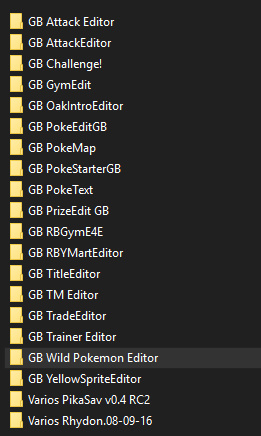 GB Attack Editor
GB AttackEditor
GB Challenge!
GB GymEdit
GB OakIntroEditor
GB PokeEditGB
GB PokeMap
GB PokeStarterGB
GB PokeText
GB PrizeEdit GB
GB RBGymE4E
GB RBYMartEditor
GB TitleEditor
GB TM Editor
GB TradeEditor
GB Trainer Editor
GB Wild Pokemon Editor
GB YellowSpriteEditor
Varios PikaSav v0.4 RC2
Varios Rhydon.08-09-16